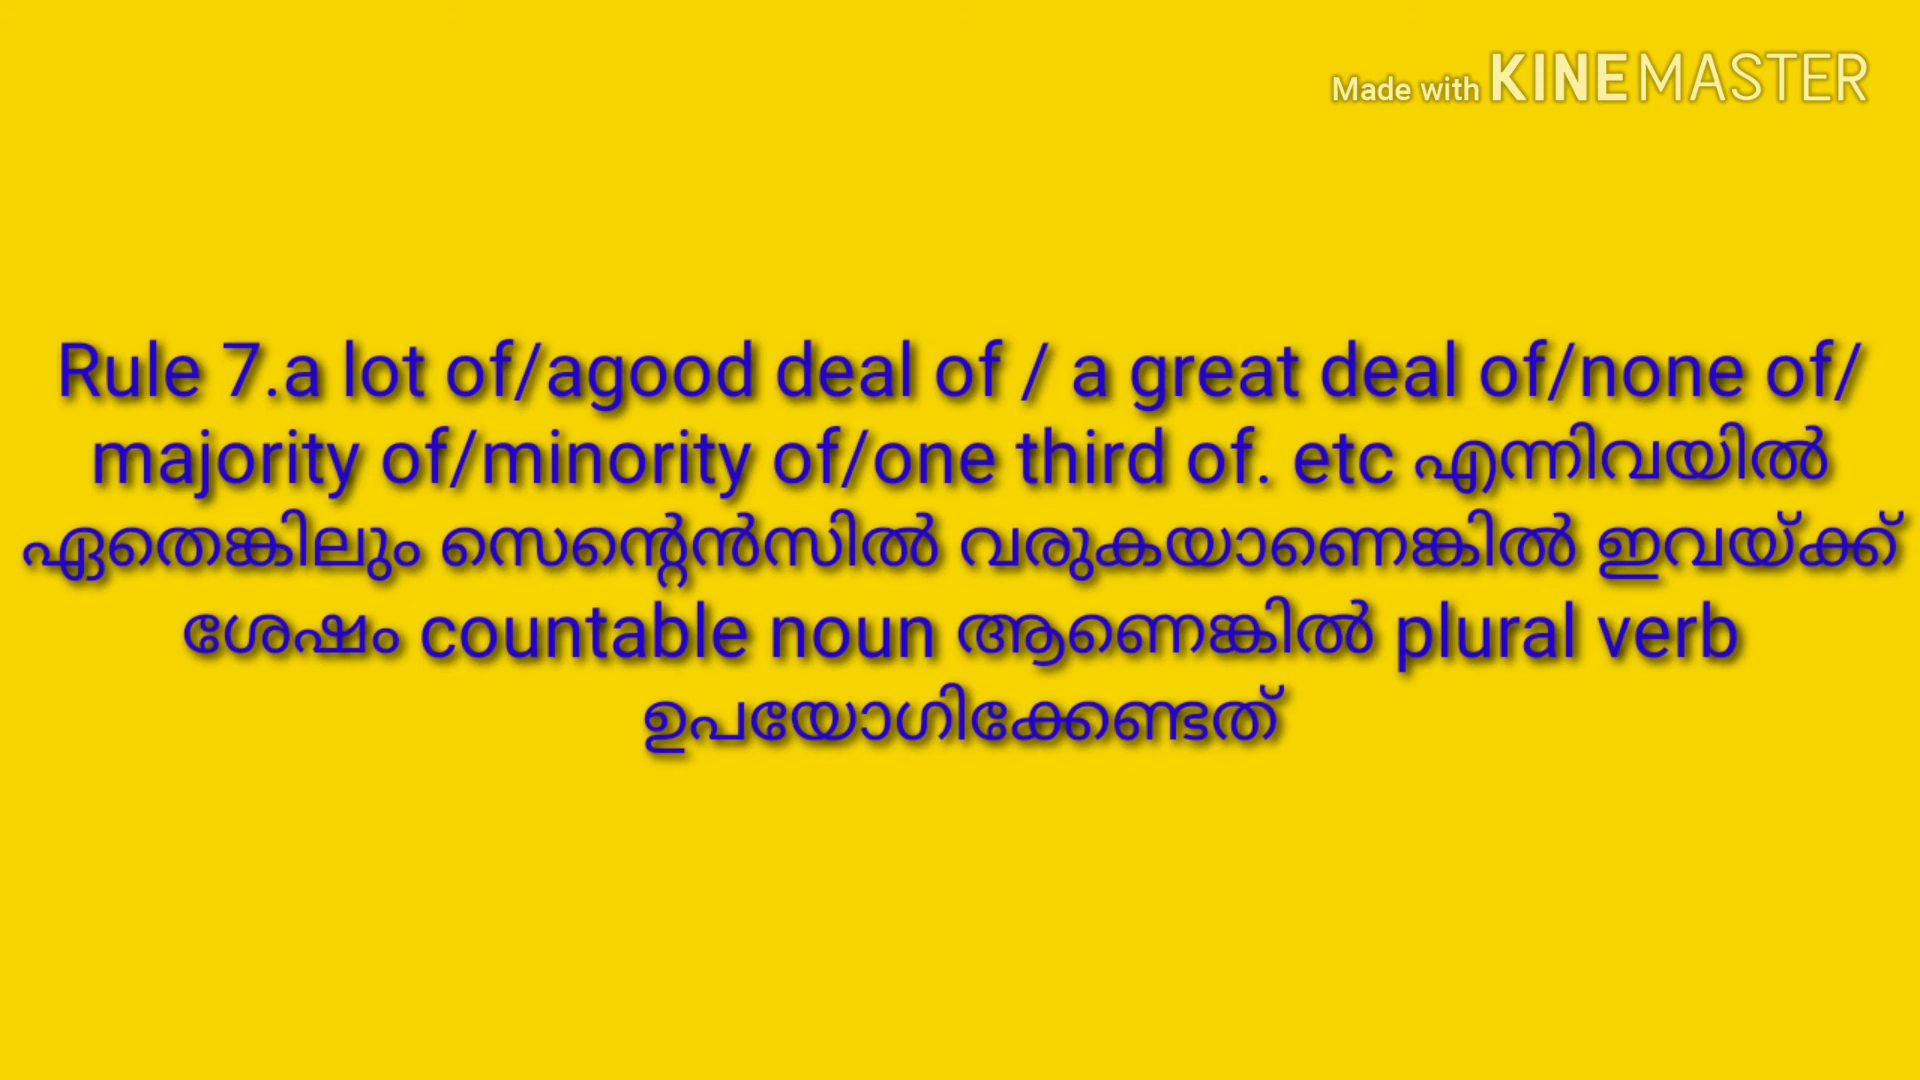 Made with KINEMASTER
Rule 7.a lot of/agood deal of / a great deal of/none of/
majority of/minority of/one third of. etc എന്നിവയിൽ
ഏതെങ്കിലും സെൻ്റെൻസിൽ വരുകയാണെങ്കിൽ ഇവയ്ക്ക്
ശേഷം countable noun ആണെങ്കിൽ plural verb
ഉപയോഗിക്കേണ്ടത്